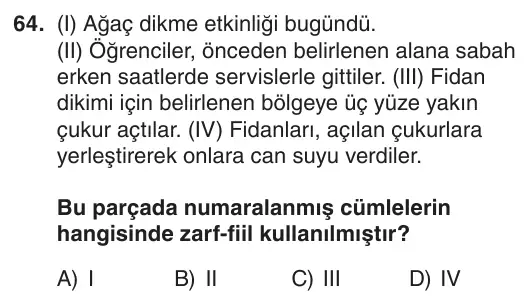 64. (I) Ağaç dikme etkinliği bugündü.
(II) Öğrenciler, önceden belirlenen alana sabah
erken saatlerde servislerle gittiler. (III) Fidan
dikimi için belirlenen bölgeye üç yüze yakın
çukur açtılar. (IV) Fidanları, açılan çukurlara
yerleştirerek onlara can suyu verdiler.
Bu parçada numaralanmış cümlelerin
hangisinde zarf-fiil kullanılmıştır?
A) I B) II C) III D) IV